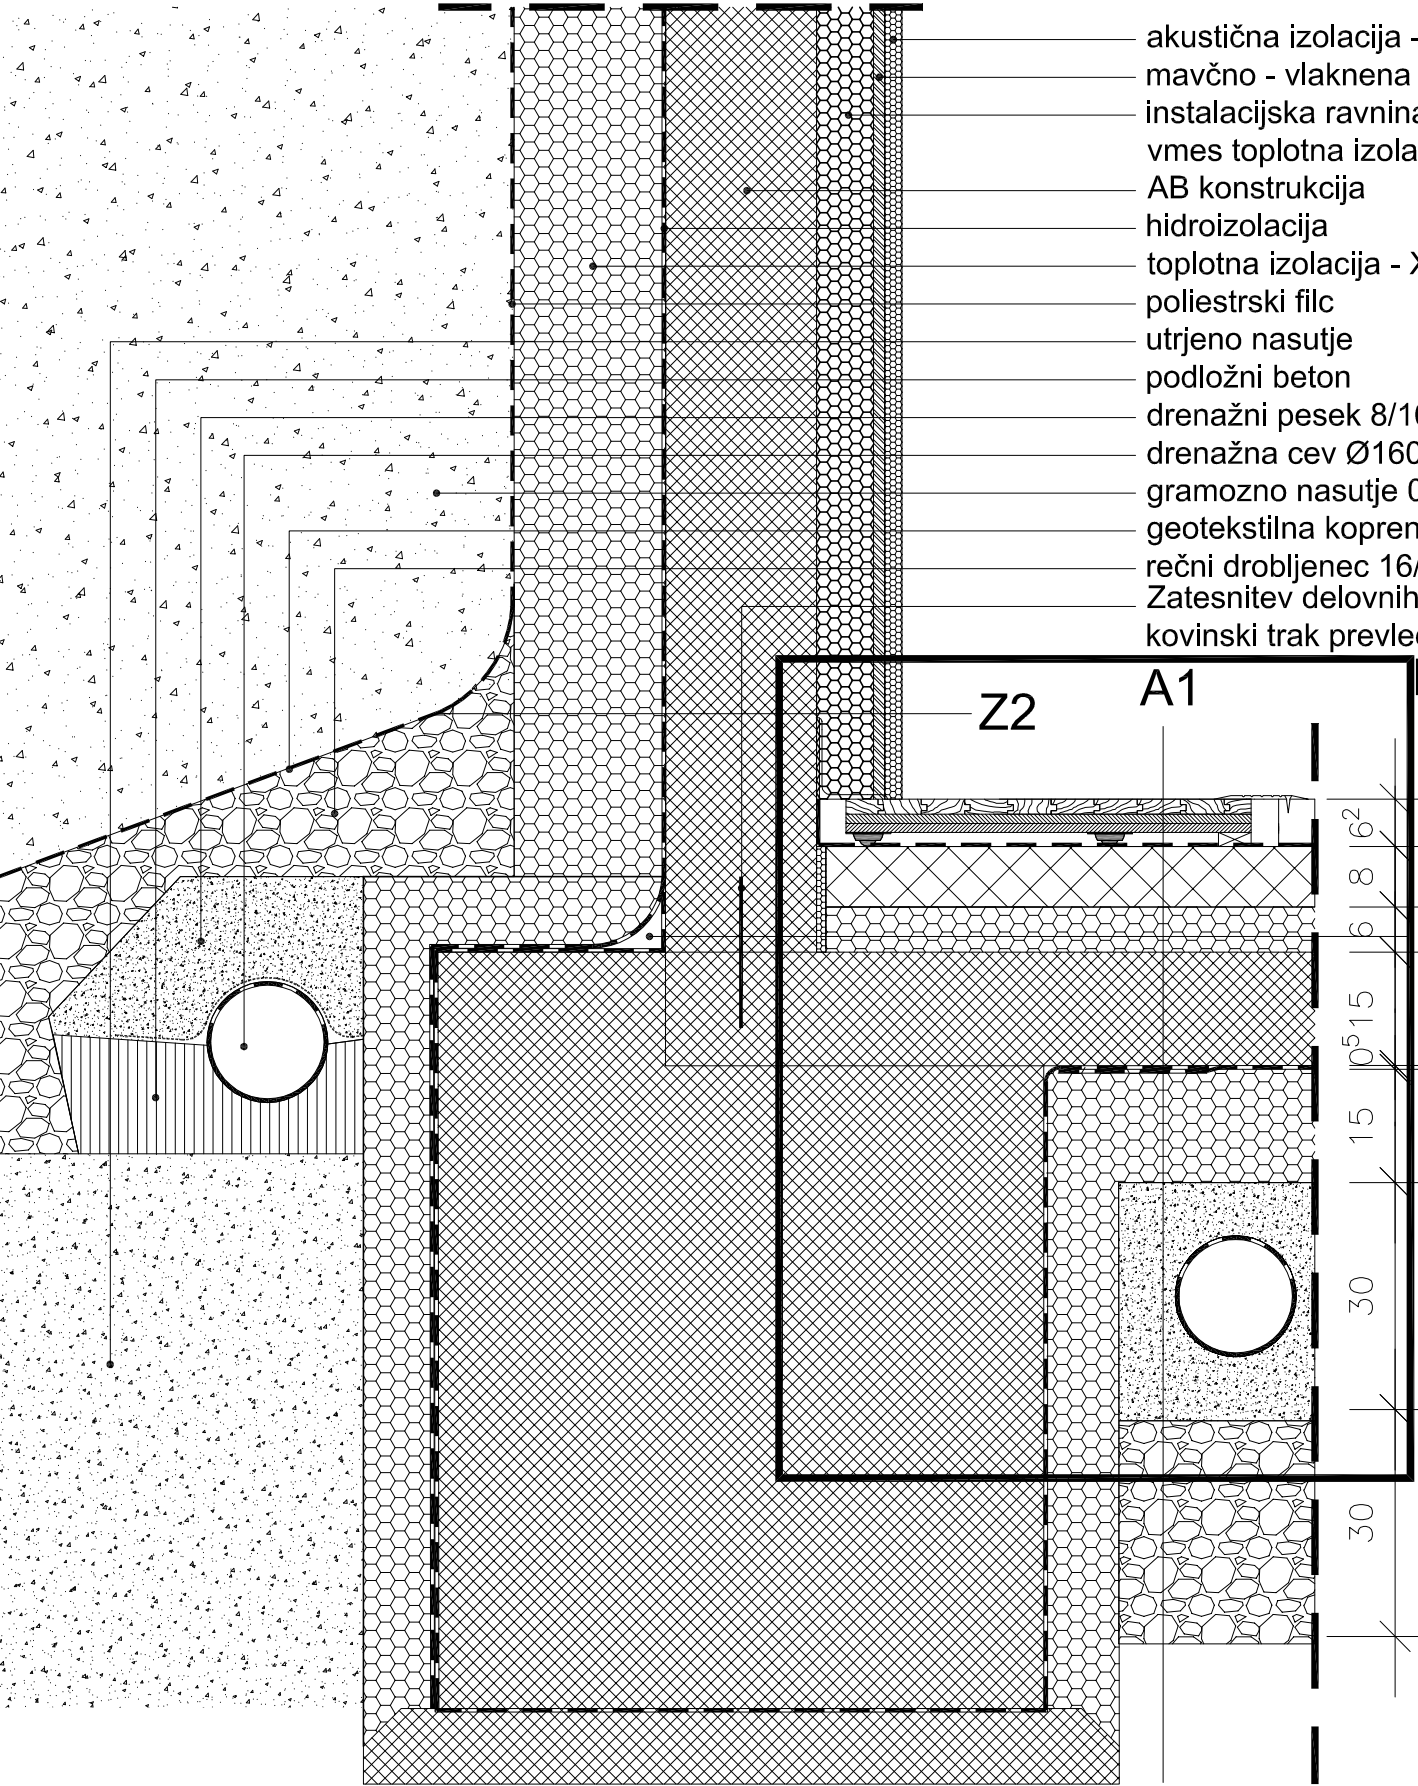 akustična izolacija -
mavčno - vlaknena
instalacijska ravnina
vmes toplotna izola
AB konstrukcija
hidroizolacija
toplotna izolacija - X
poliestrski filc
utrjeno nasutje
podložni beton
drenažni pesek 8/16
drenažna cev Ø160
gramozno nasutje 0
geotekstilna kopren
rečni drobljenec 16/
Zatesnitev delovnih
kovinski trak prevle
Z2
A1
6²
8
6
15
0⁵
15
30
30